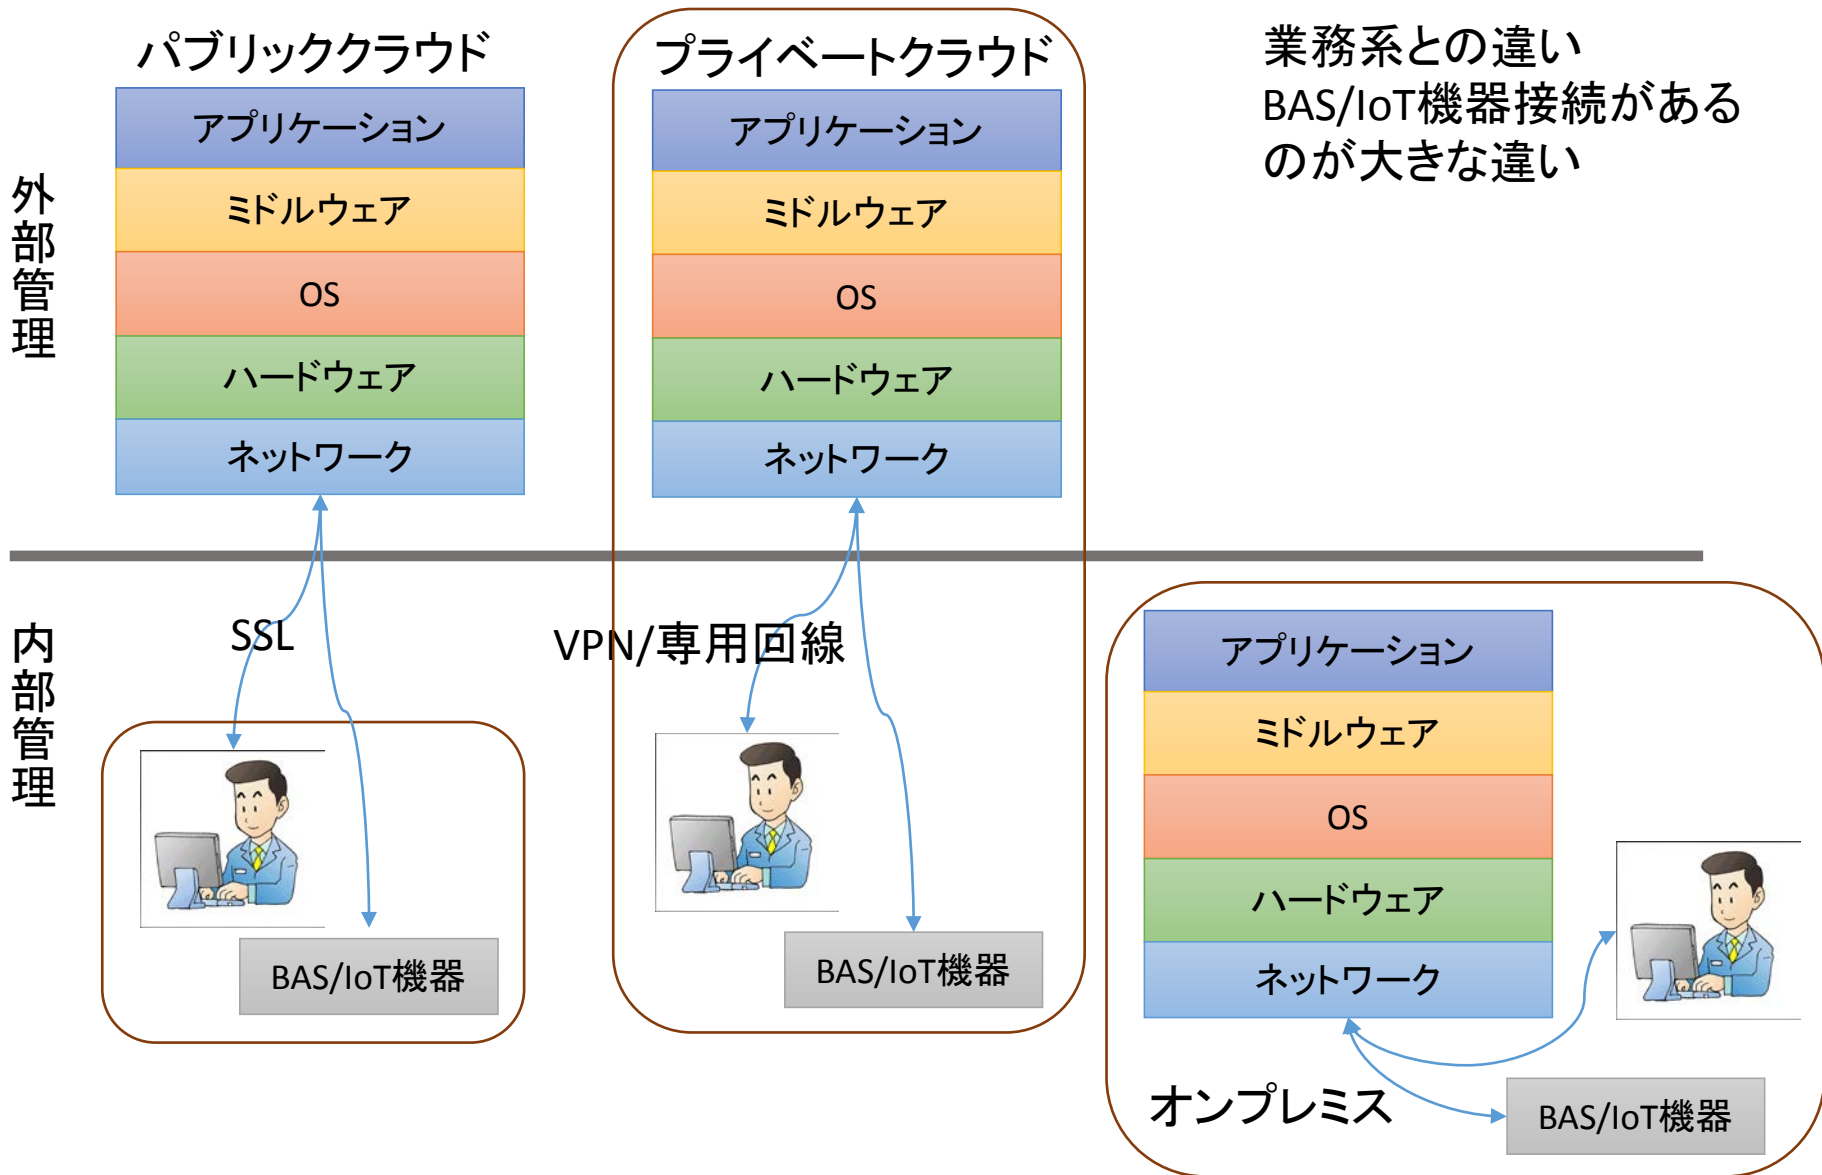 パブリッククラウド
アプリケーション
ミドルウェア
OS
ハードウェア
ネットワーク
プライベートクラウド
アプリケーション
ミドルウェア
OS
ハードウェア
ネットワーク
業務系との違い
BAS/IoT機器接続がある
のが大きな違い
外部管理
内部管理
SSL
BAS/IoT機器
VPN/専用回線
BAS/IoT機器
アプリケーション
ミドルウェア
OS
ハードウェア
ネットワーク
オンプレミス
BAS/IoT機器